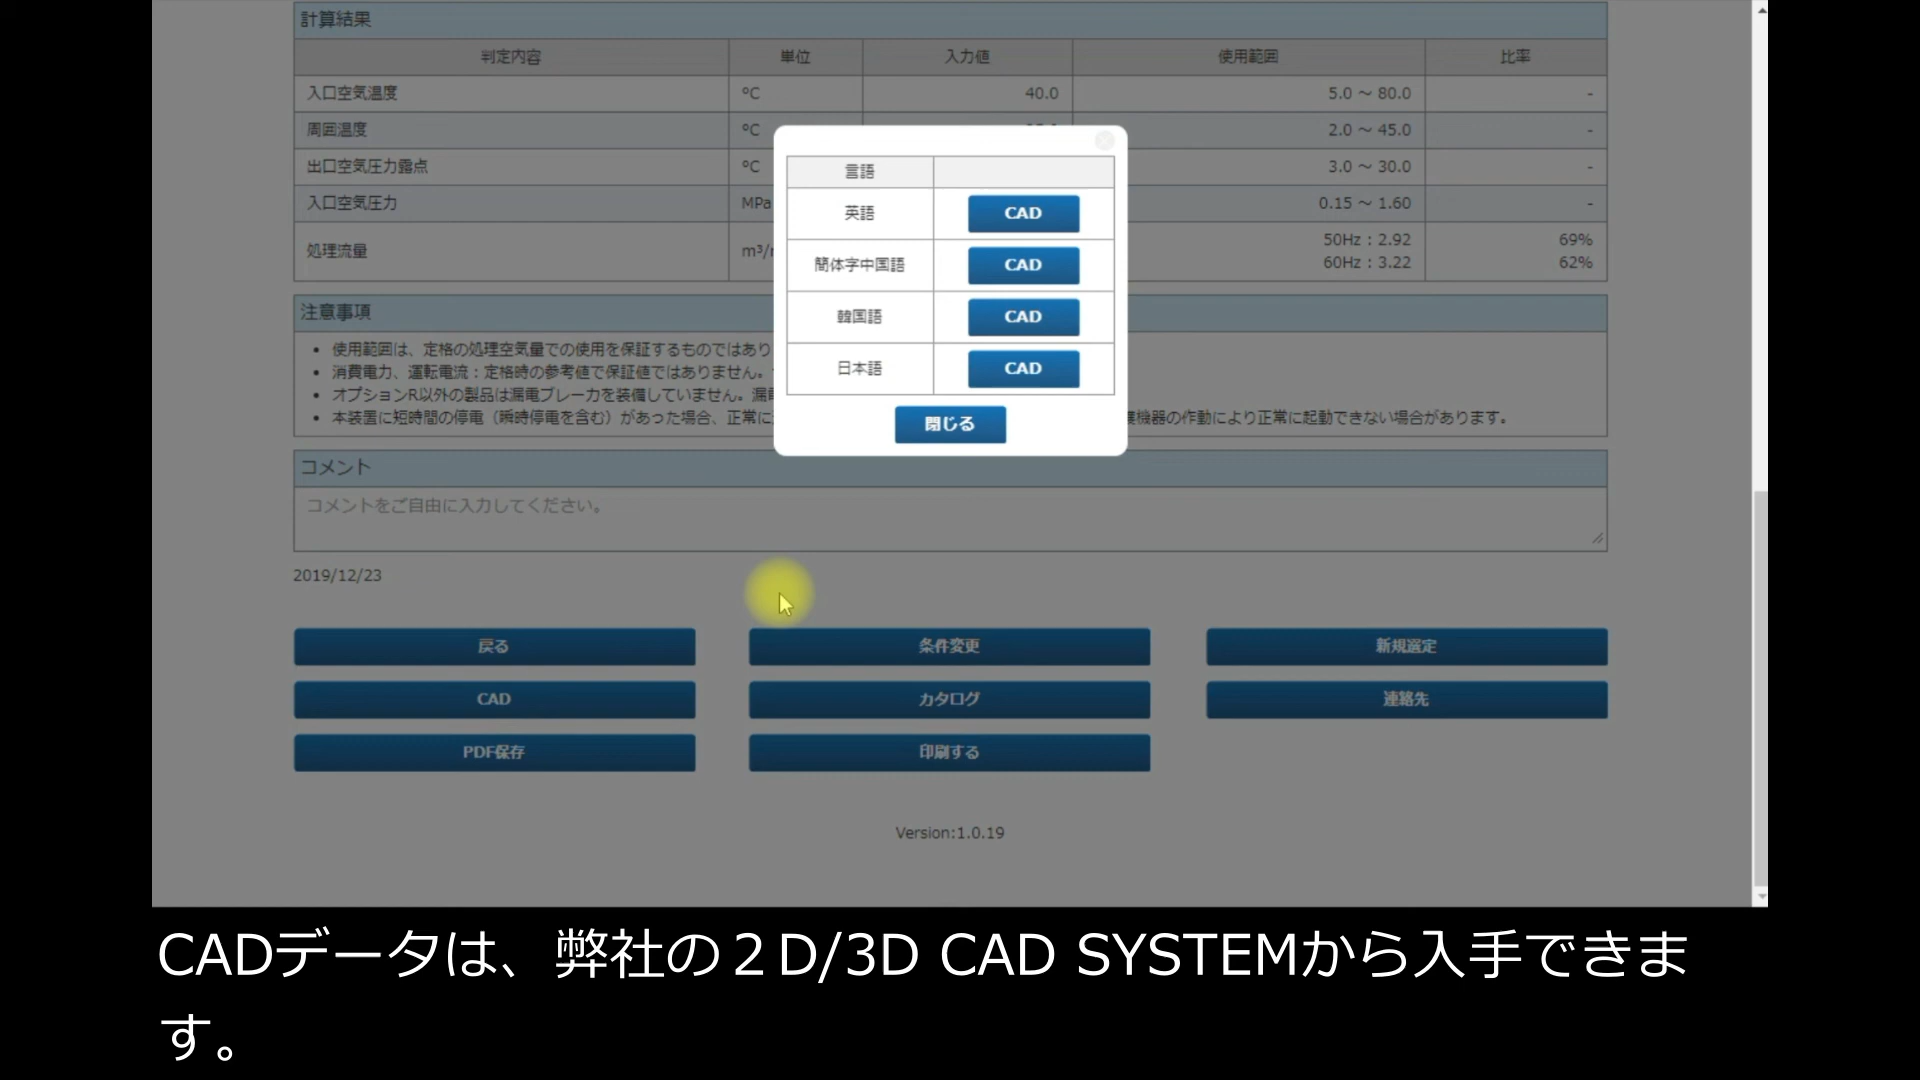 計算結果
判定内容 単位 入力値 使用範囲 比率
入口空気温度 ℃ 40.0 5.0 ～ 80.0 -
周囲温度 ℃ 2.0 ～ 45.0 -
出口空気圧力露点 ℃ 3.0 ～ 30.0 -
入口空気圧力 MPa 0.15 ～ 1.60 -
処理流量 m³/ 50Hz : 2.92 69%
60Hz : 3.22 62%
言語
英語 CAD
簡体字中国語 CAD
韓国語 CAD
日本語 CAD
閉じる
注意事項
• 使用範囲は、定格の処理空気量での使用を保証するものではあり
• 消費電力、運転電流：定格時の参考値で保証値ではありません。
• オプションR以外の製品は漏電ブレーカを装備していません。漏
• 本装置に短時間の停電（瞬時停電を含む）があった場合、正常に 機器の作動により正常に起動できない場合があります。
コメント
コメントをご自由に入力してください。
2019/12/23
戻る 条件変更 新規選定
CAD カタログ 連絡先
PDF保存 印刷する
Version:1.0.19
CADデータは、弊社の２D/3D CAD SYSTEMから入手できま
す。